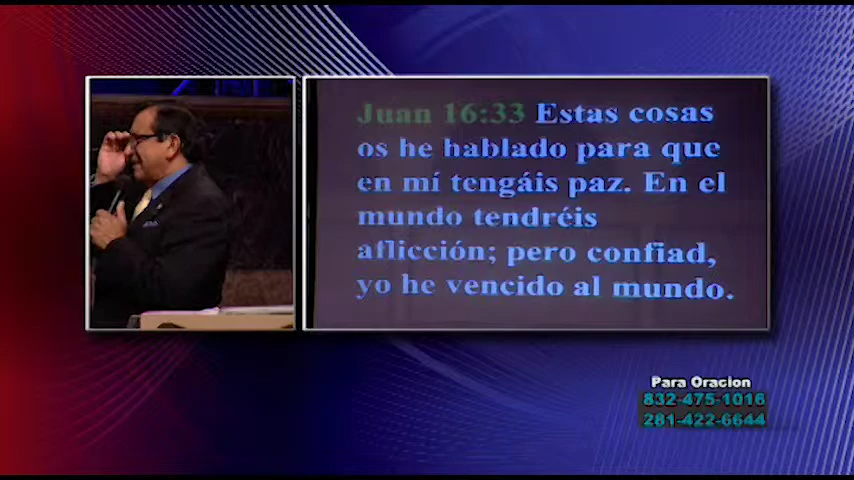 Juan 16:33 Estas cosas
os he hablado para que
en mí tengáis paz. En el
mundo tendréis
aflicción; pero confiad,
yo he vencido al mundo.
Para Oracion
832-475-1016
281-422-6644